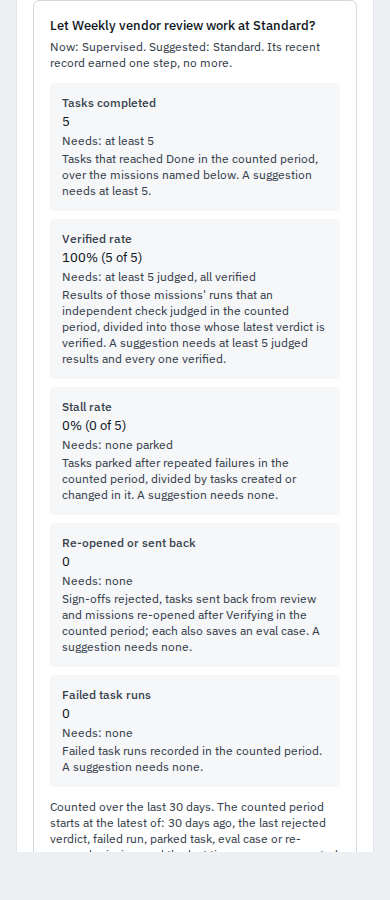 Let Weekly vendor review work at Standard?
Now: Supervised. Suggested: Standard. Its recent
record earned one step, no more.
Tasks completed
5
Needs: at least 5
Tasks that reached Done in the counted period,
over the missions named below. A suggestion
needs at least 5.
Verified rate
100% (5 of 5)
Needs: at least 5 judged, all verified
Results of those missions' runs that an
independent check judged in the counted
period, divided into those whose latest verdict is
verified. A suggestion needs at least 5 judged
results and every one verified.
Stall rate
0% (0 of 5)
Needs: none parked
Tasks parked after repeated failures in the
counted period, divided by tasks created or
changed in it. A suggestion needs none.
Re-opened or sent back
0
Needs: none
Sign-offs rejected, tasks sent back from review
and missions re-opened after Verifying in the
counted period; each also saves an eval case. A
suggestion needs none.
Failed task runs
0
Needs: none
Failed task runs recorded in the counted period.
A suggestion needs none.
Counted over the last 30 days. The counted period
starts at the latest of: 30 days ago, the last rejected
verdict, failed run, parked task, eval case or re-